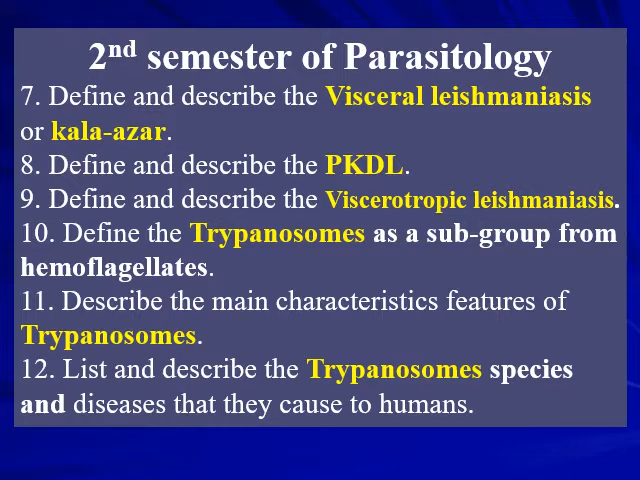 2nd semester of Parasitology
7. Define and describe the Visceral leishmaniasis
or kala-azar.
8. Define and describe the PKDL.
9. Define and describe the Viscerotropic leishmaniasis.
10. Define the Trypanosomes as a sub-group from
hemoflagellates.
11. Describe the main characteristics features of
Trypanosomes.
12. List and describe the Trypanosomes species
and diseases that they cause to humans.